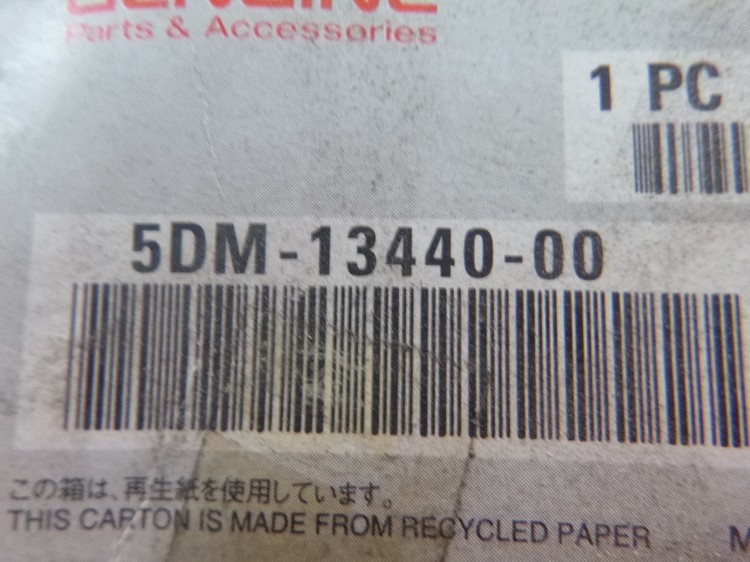 GENUINE
Parts & Accessories
1 PC
5DM-13440-00
この箱は、再生紙を使用しています。
THIS CARTON IS MADE FROM RECYCLED PAPER